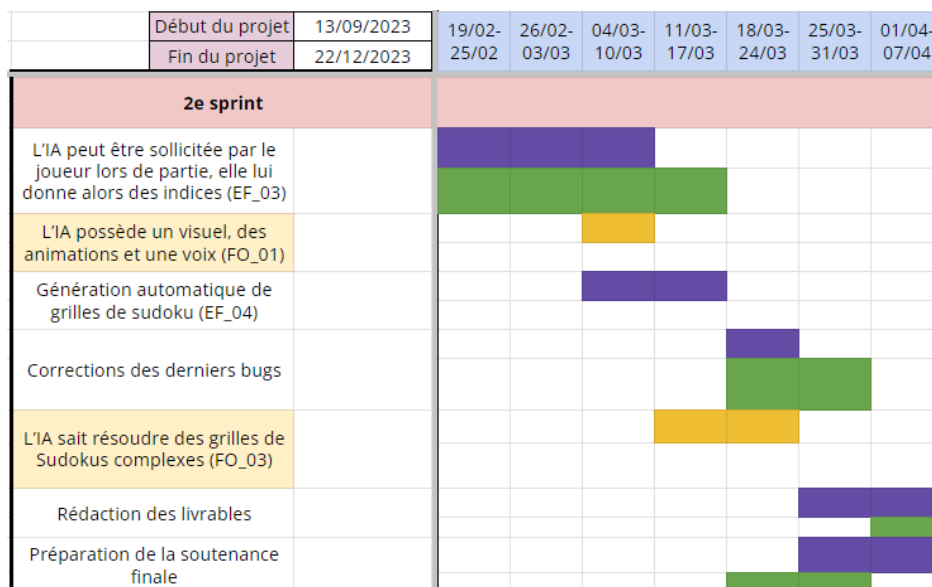 Début du projet 13/09/2023
Fin du projet 22/12/2023
19/02- 26/02- 04/03- 11/03- 18/03- 25/03- 01/04-
25/02 03/03 10/03 17/03 24/03 31/03 07/04
2e sprint
L'IA peut être sollicitée par le
joueur lors de partie, elle lui
donne alors des indices (EF_03)
L'IA possède un visuel, des
animations et une voix (FO_01)
Génération automatique de
grilles de sudoku (EF_04)
Corrections des derniers bugs
L'IA sait résoudre des grilles de
Sudokus complexes (FO_03)
Rédaction des livrables
Préparation de la soutenance
finale